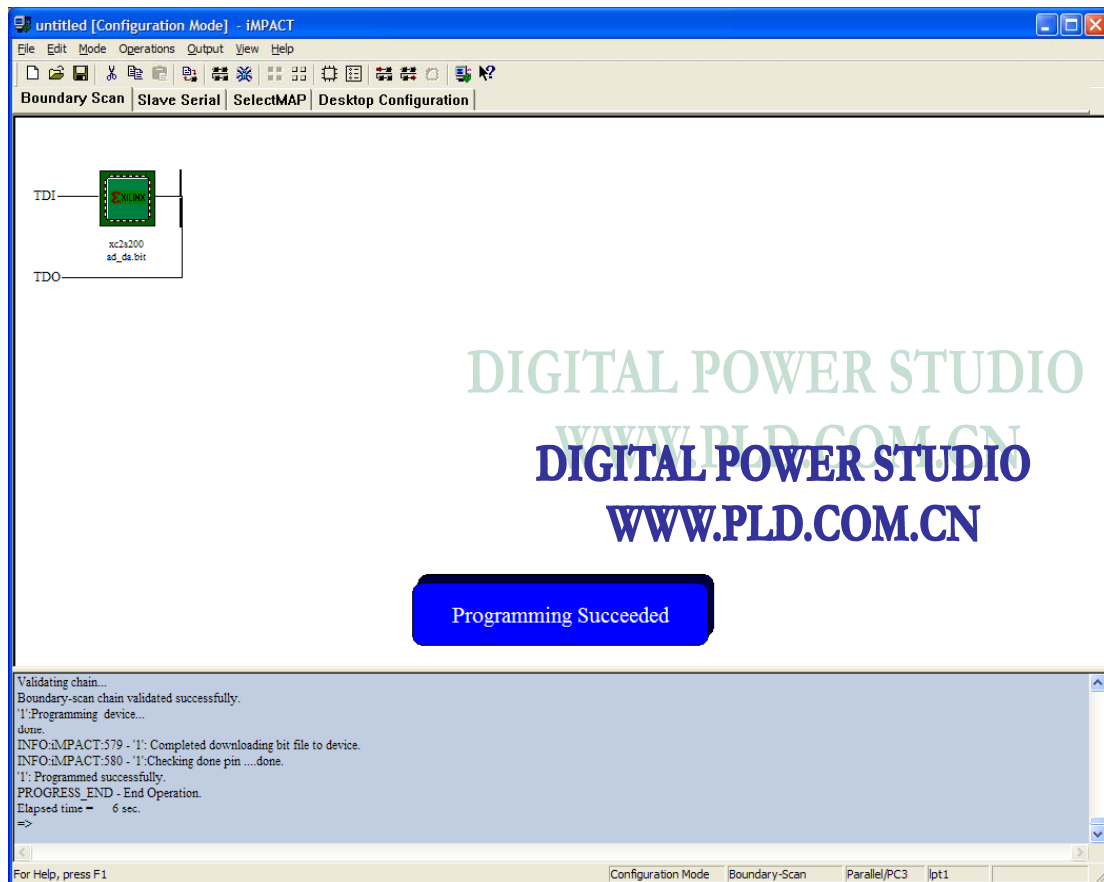 untitled [Configuration Mode] - iMPACT
File Edit Mode Operations Output View Help
Boundary Scan Slave Serial SelectMAP Desktop Configuration
TDI
XILINX
xc2s200
ad_da.bit
TDO
DIGITAL POWER STUDIO
WWW.PLD.COM.CN
DIGITAL POWER STUDIO
WWW.PLD.COM.CN
Programming Succeeded
Validating chain...
Boundary-scan chain validated successfully.
'1':Programming device...
done.
INFO:iMPACT:579 - '1': Completed downloading bit file to device.
INFO:iMPACT:580 - '1':Checking done pin ....done.
'1': Programmed successfully.
PROGRESS_END - End Operation.
Elapsed time = 6 sec.
=>
For Help, press F1 Configuration Mode Boundary-Scan Parallel/PC3 lpt1